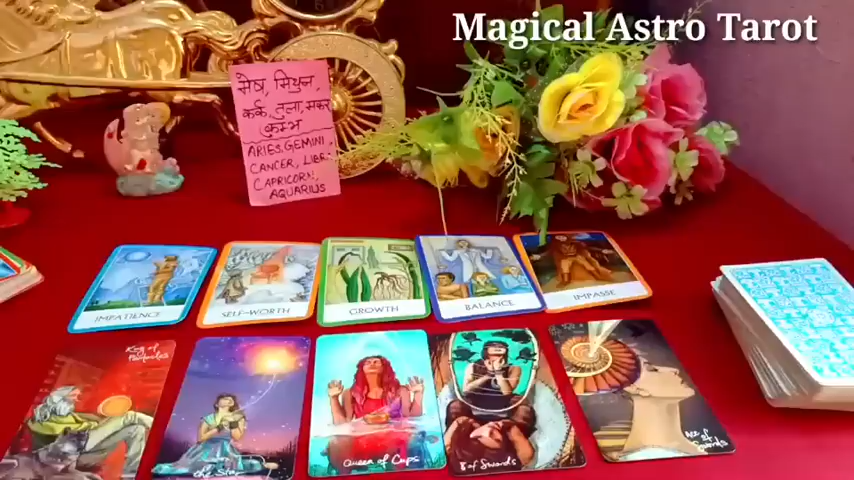 Magical Astro Tarot
मेष, मिथुन,
कर्क, तुला, मकर
कुम्भ
ARIES, GEMINI
CANCER, LIBR
CAPRICORN,
AQUARIUS
IMPATIENCE
SELF-WORTH
GROWTH
BALANCE
IMPASSE
King of
Pentacles
The Star
Queen of Cups
8 of Swords
Ace of
Swords